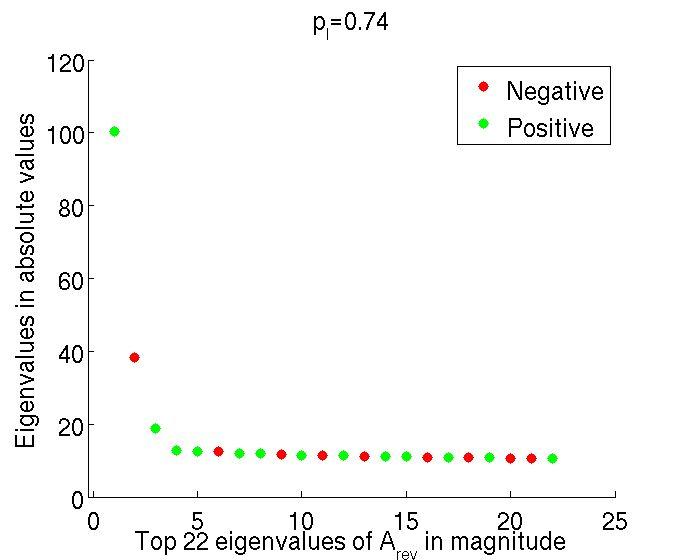 p_l=0.74
120
100
80
60
40
20
0
Eigenvalues in absolute values
Negative
Positive
0 5 10 15 20 25
Top 22 eigenvalues of A_rev in magnitude